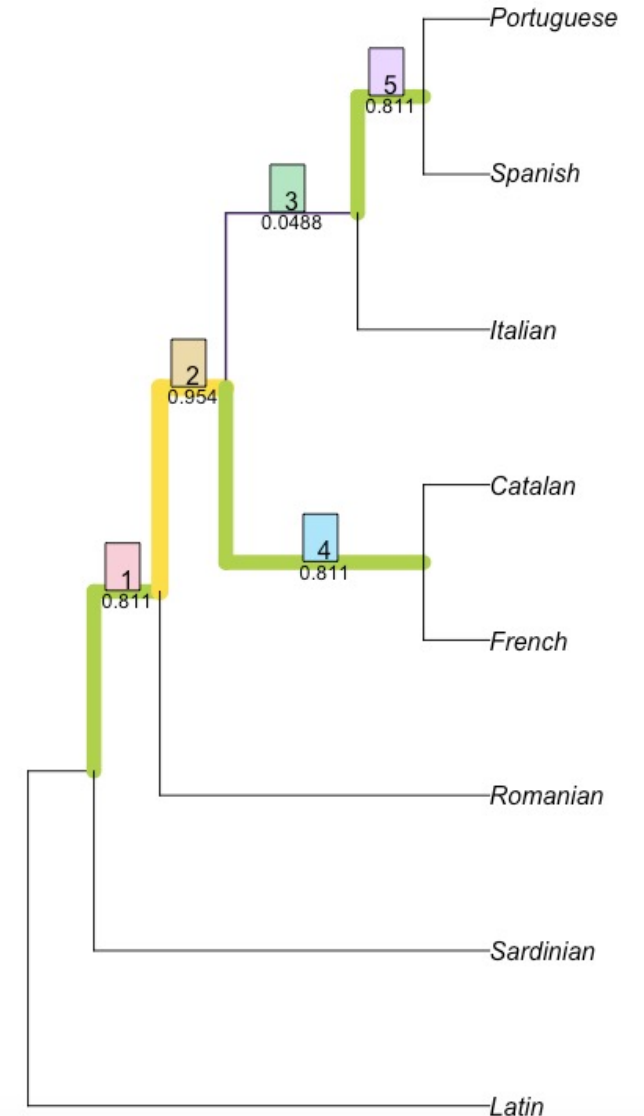 Portuguese
5
0.811
Spanish
3
0.0488
Italian
2
0.954
Catalan
4
0.811
1
0.811
French
Romanian
Sardinian
Latin